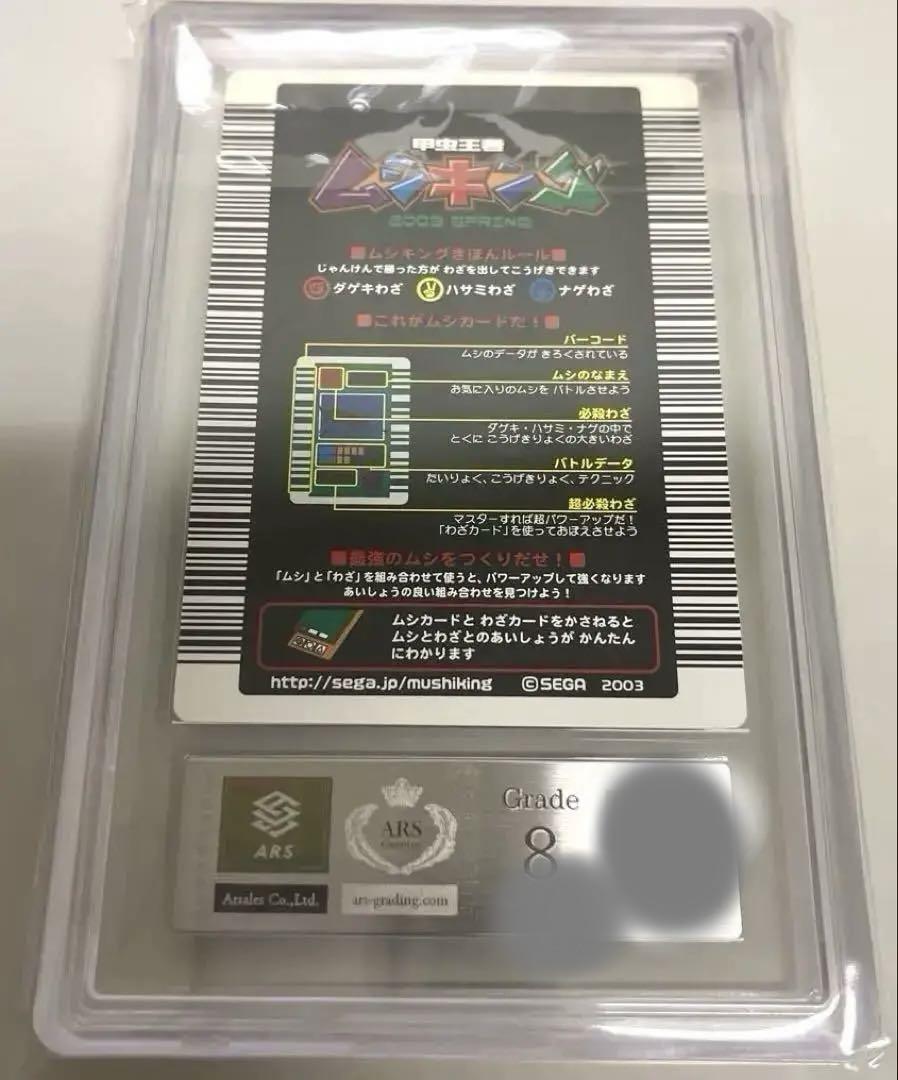 甲虫王者
ムシキング
2003 SPRING
■ムシキングきほんルール■
じゃんけんで勝った方が わざを出してこうげきできます
ダゲキわざ ハサミわざ ナゲわざ
■これがムシカードだ！■
バーコード
ムシのデータが きろくされている
ムシのなまえ
お気に入りのムシを バトルさせよう
必殺わざ
ダゲキ・ハサミ・ナゲの中で
とくに こうげきりょくの大きいわざ
バトルデータ
たいりょく、こうげきりょく、テクニック
超必殺わざ
マスターすれば超パワーアップだ！
「わざカード」を使っておぼえさせよう
■最強のムシをつくりだせ！■
「ムシ」と「わざ」を組み合わせて使うと、パワーアップして強くなります
あいしょうの良い組み合わせを見つけよう！
ムシカードと わざカードをかさねると
ムシとわざとのあいしょうが かんたん
にわかります
http://sega.jp/mushiking ©SEGA 2003
ARS
Arsales Co.,Ltd.
ARS
ars-grading.com
Grade
8